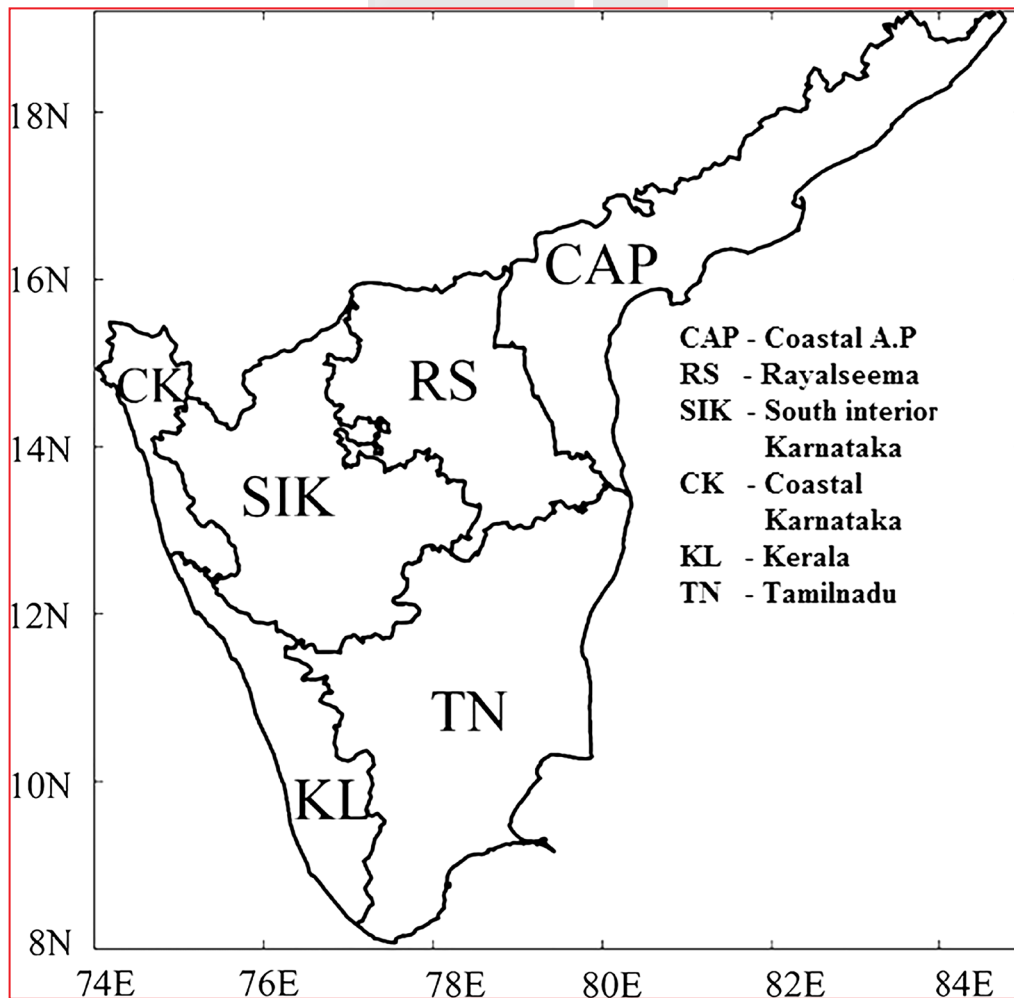 18N
CAP
16N
CAP - Coastal A.P
RS - Rayalseema
CK
RS
SIK - South interior
Karnataka
14N
SIK
CK - Coastal
Karnataka
KL - Kerala
TN - Tamilnadu
12N
TN
10N
KL
8N
74E 76E 78E 80E 82E 84E